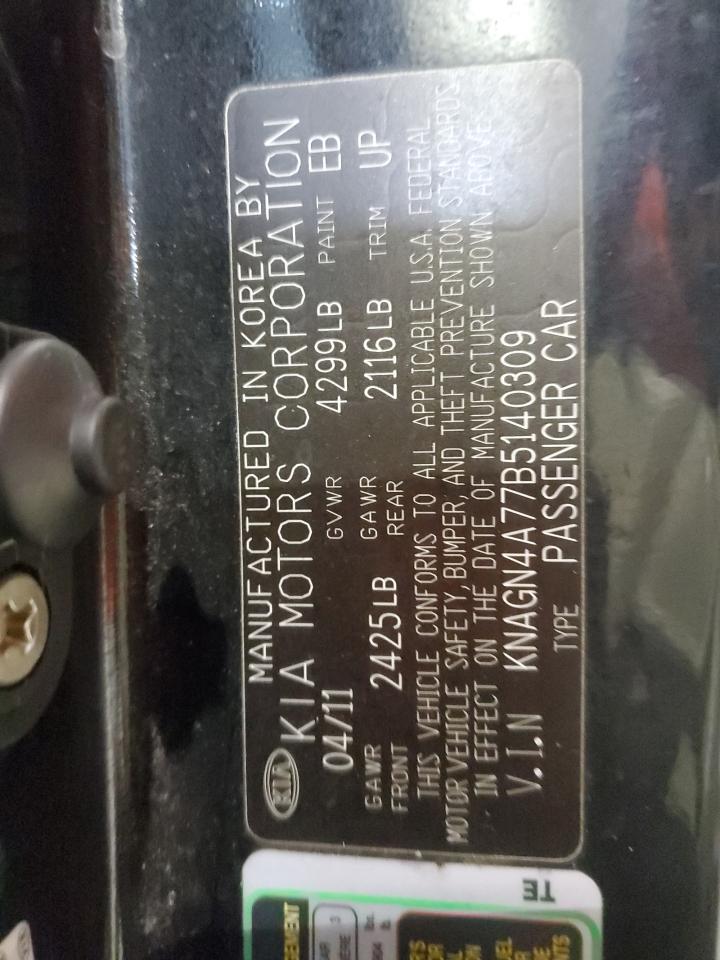 MANUFACTURED IN KOREA BY
KIA KIA MOTORS CORPORATION
04/11 GVWR 4299LB PAINT EB
GAWR FRONT 2425LB GAWR REAR 2116LB TRIM UP
THIS VEHICLE CONFORMS TO ALL APPLICABLE U.S.A. FEDERAL
MOTOR VEHICLE SAFETY, BUMPER, AND THEFT PREVENTION STANDARDS
IN EFFECT ON THE DATE OF MANUFACTURE SHOWN ABOVE.
V.I.N KNAGN4A77B5140309
TYPE PASSENGER CAR
TE